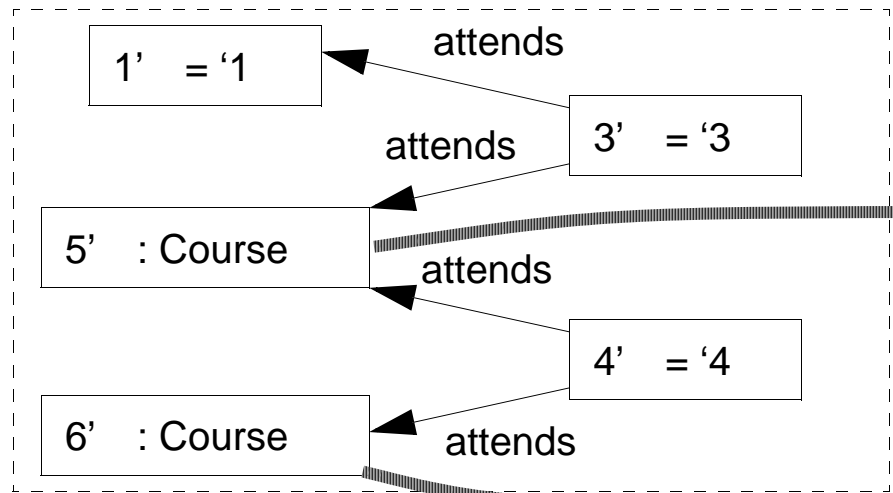 attends
1’ = ‘1
3’ = ‘3
attends
5’ : Course
attends
4’ = ‘4
6’ : Course
attends